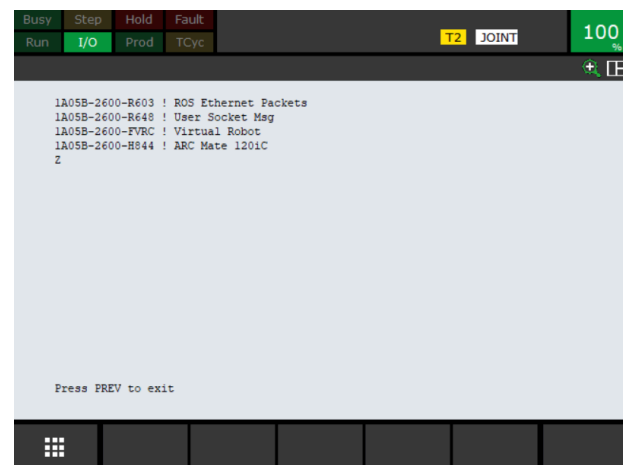 Busy Step Hold Fault
Run I/O Prod TCyc
T2 JOINT
100
%
1A05B-2600-R603 ! ROS Ethernet Packets
1A05B-2600-R648 ! User Socket Msg
1A05B-2600-FVRC ! Virtual Robot
1A05B-2600-H844 ! ARC Mate 120iC
Z
Press PREV to exit